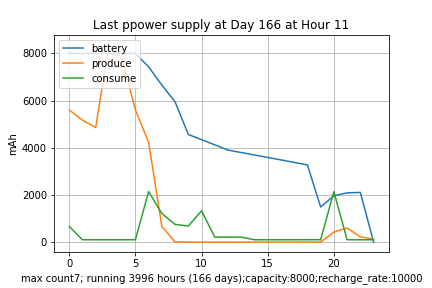 Last ppower supply at Day 166 at Hour 11
battery
produce
consume
mAh
8000
6000
4000
2000
0
0 5 10 15 20
max count7; running 3996 hours (166 days);capacity:8000;recharge_rate:10000